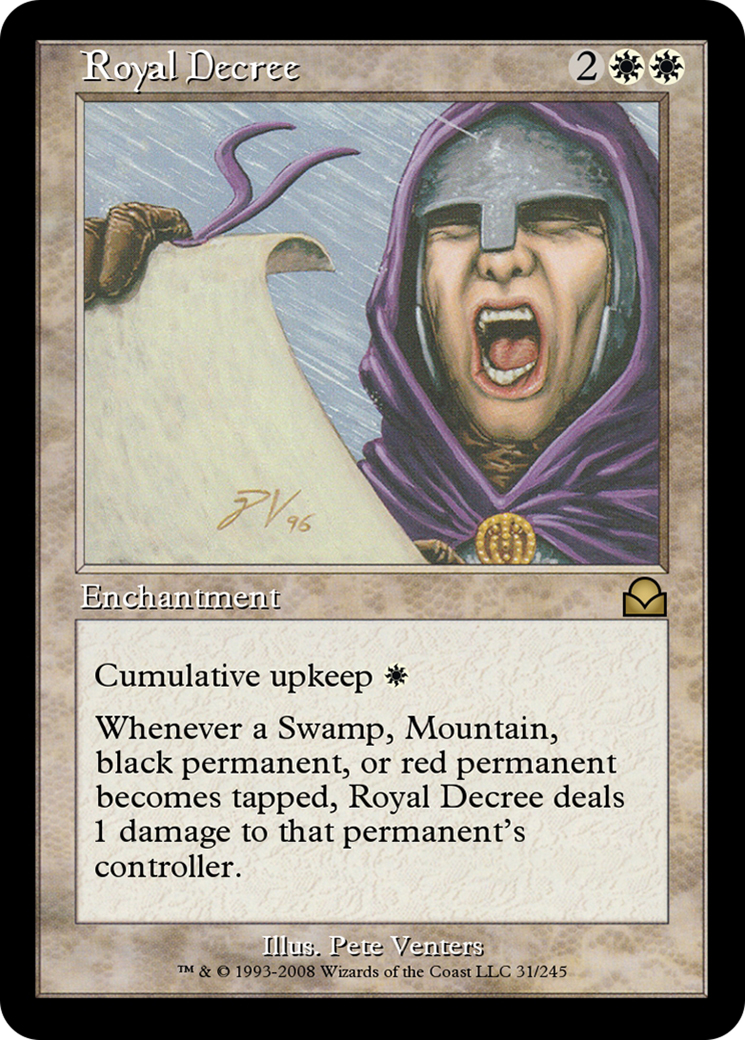 Royal Decree 2
PV 96
Enchantment
Cumulative upkeep
Whenever a Swamp, Mountain,
black permanent, or red permanent
becomes tapped, Royal Decree deals
1 damage to that permanent's
controller.
Illus. Pete Venters
™ & © 1993-2008 Wizards of the Coast LLC 31/245